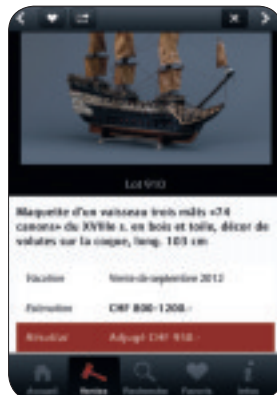 Lot 910
Maquette d'un vaisseau trois mâts «74
canons» du XVIIIe s. en bois et toile, décor de
volutes sur la coque, long. 103 cm
Vacation Vente de septembre 2012
Estimation CHF 800-1200.-
Résultat Adjugé CHF 950.-
Accueil Ventes Recherche Favoris Infos